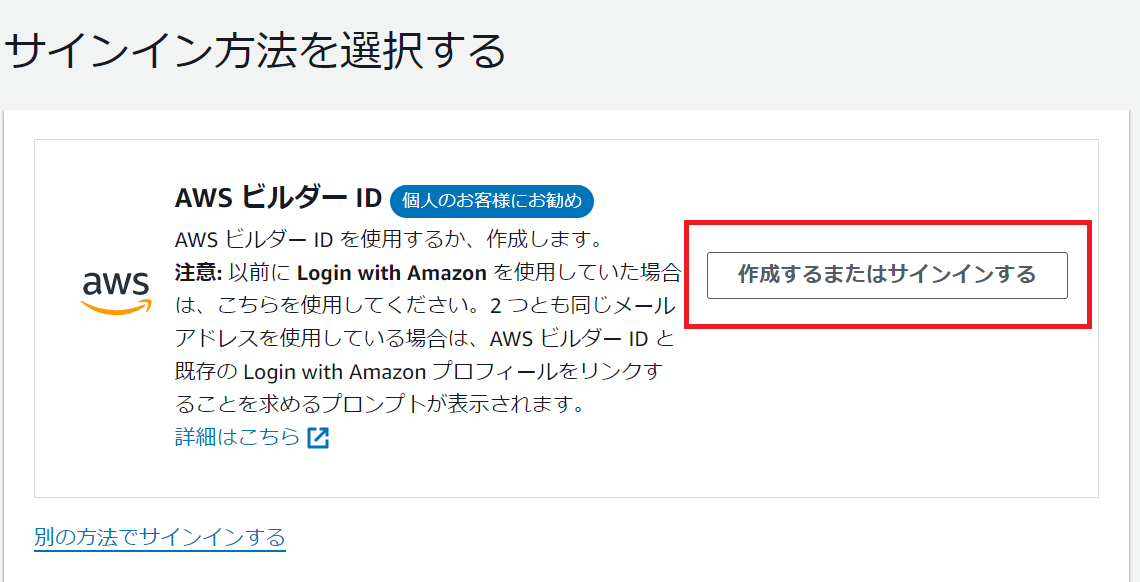 サインイン方法を選択する
AWS ビルダー ID 個人のお客様にお勧め
AWS ビルダー ID を使用するか、作成します。
注意: 以前に Login with Amazon を使用していた場合
は、こちらを使用してください。2 つとも同じメール
アドレスを使用している場合は、AWS ビルダー ID と
既存の Login with Amazon プロフィールをリンクす
ることを求めるプロンプトが表示されます。
詳細はこちら
aws
作成するまたはサインインする
別の方法でサインインする